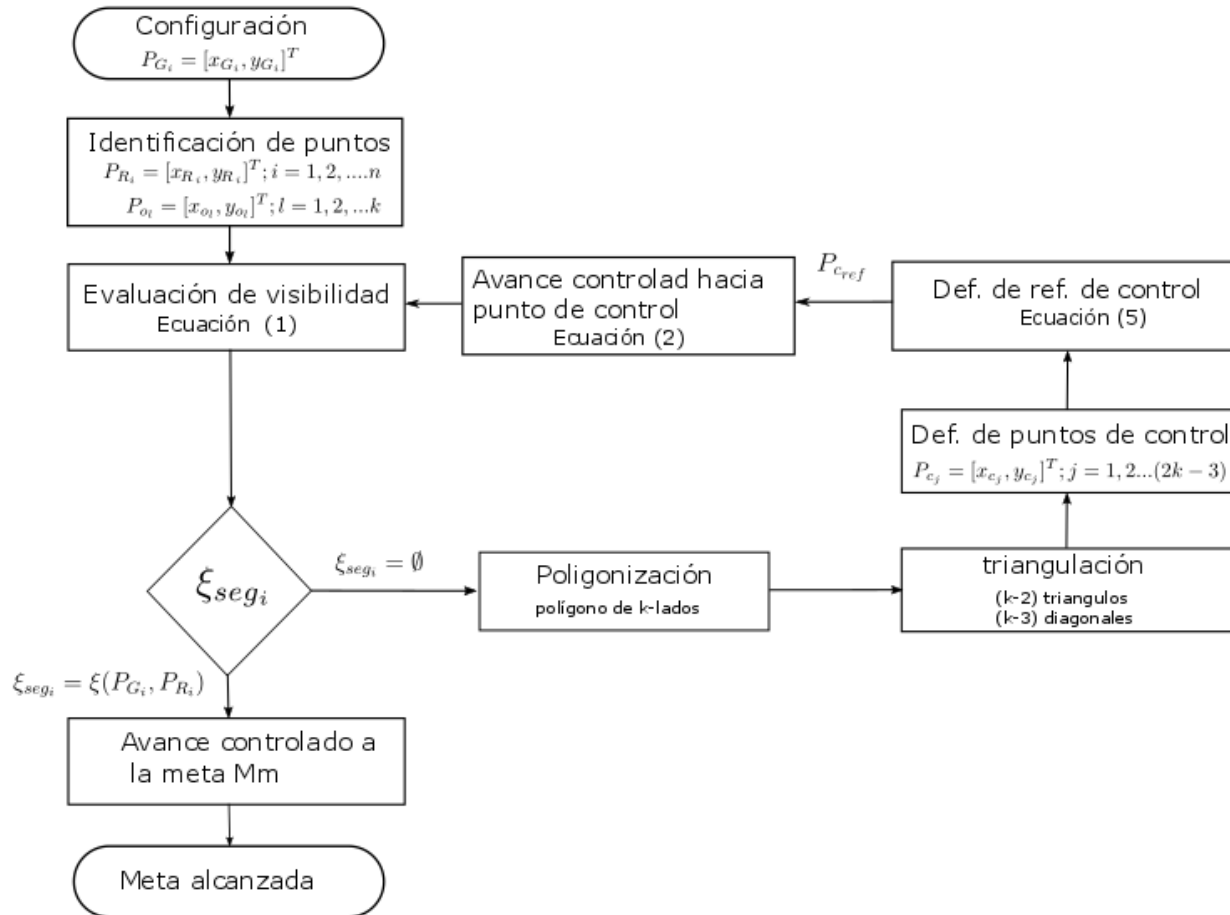 Configuración
$P_{G_i} = [x_{G_i}, y_{G_i}]^T$
Identificación de puntos
$P_{R_i} = [x_{R_i}, y_{R_i}]^T; i = 1, 2, ....n$
$P_{o_l} = [x_{o_l}, y_{o_l}]^T; l = 1, 2, ...k$
Evaluación de visibilidad
Ecuación (1)
Avance controlad hacia
punto de control
Ecuación (2)
$P_{c_{ref}}$
Def. de ref. de control
Ecuación (5)
Def. de puntos de control
$P_{c_j} = [x_{c_j}, y_{c_j}]^T; j = 1, 2...(2k - 3)$
$\xi_{seg_i}$
$\xi_{seg_i} = \emptyset$
Poligonización
polígono de k-lados
triangulación
(k-2) triangulos
(k-3) diagonales
$\xi_{seg_i} = \xi(P_{G_i}, P_{R_i})$
Avance controlado a
la meta Mm
Meta alcanzada